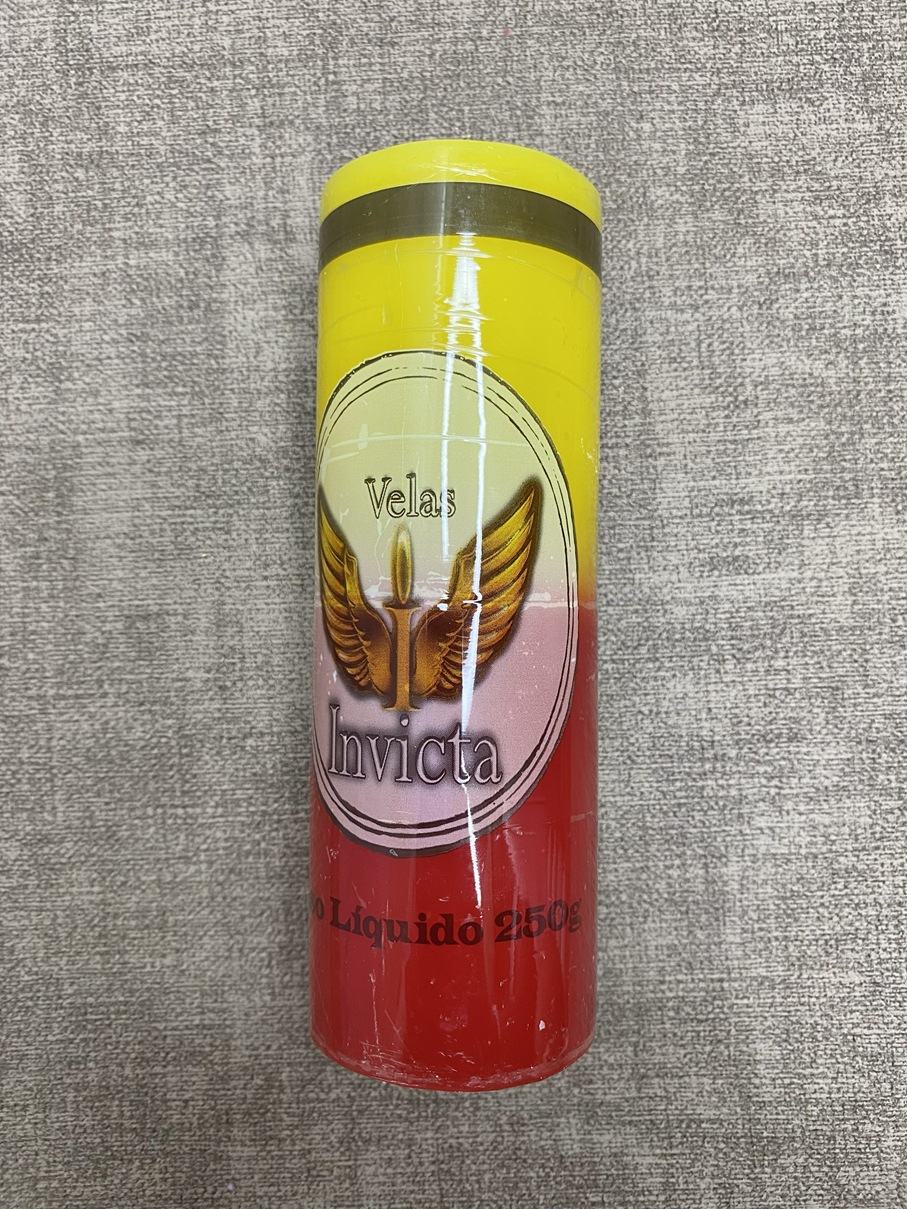 Velas
Invicta
Líquido 250g